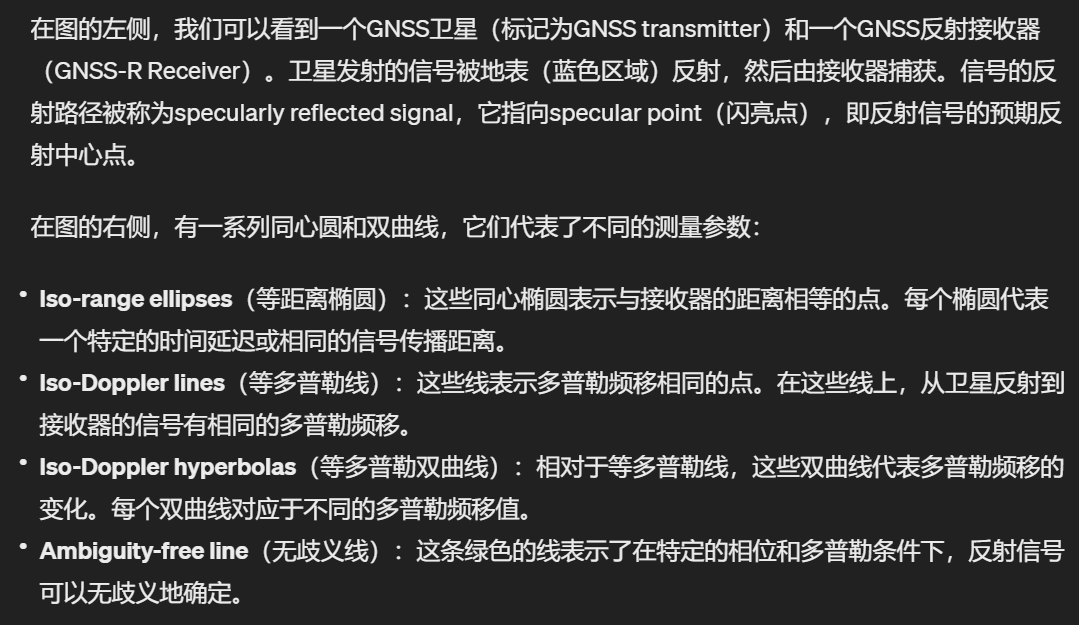 在图的左侧，我们可以看到一个GNSS卫星（标记为GNSS transmitter）和一个GNSS反射接收器
（GNSS-R Receiver）。卫星发射的信号被地表（蓝色区域）反射，然后由接收器捕获。信号的反
射路径被称为specularly reflected signal，它指向specular point（闪亮点），即反射信号的预期反
射中心点。
在图的右侧，有一系列同心圆和双曲线，它们代表了不同的测量参数：
• Iso-range ellipses（等距离椭圆）：这些同心椭圆表示与接收器的距离相等的点。每个椭圆代表
一个特定的时间延迟或相同的信号传播距离。
• Iso-Doppler lines（等多普勒线）：这些线表示多普勒频移相同的点。在这些线上，从卫星反射到
接收器的信号有相同的多普勒频移。
• Iso-Doppler hyperbolas（等多普勒双曲线）：相对于等多普勒线，这些双曲线代表多普勒频移的
变化。每个双曲线对应于不同的多普勒频移值。
• Ambiguity-free line（无歧义线）：这条绿色的线表示了在特定的相位和多普勒条件下，反射信号
可以无歧义地确定。